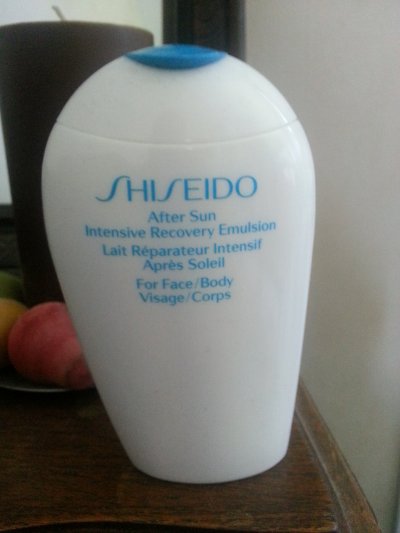 SHISEIDO
After Sun
Intensive Recovery Emulsion
Lait Réparateur Intensif
Après Soleil
For Face/Body
Visage/Corps